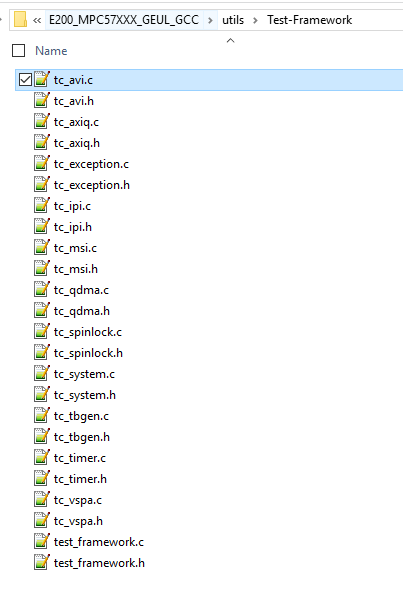 « E200_MPC57XXX_GEUL_GCC > utils > Test-Framework
Name
tc_avi.c
tc_avi.h
tc_axiq.c
tc_axiq.h
tc_exception.c
tc_exception.h
tc_ipi.c
tc_ipi.h
tc_msi.c
tc_msi.h
tc_qdma.c
tc_qdma.h
tc_spinlock.c
tc_spinlock.h
tc_system.c
tc_system.h
tc_tbgen.c
tc_tbgen.h
tc_timer.c
tc_timer.h
tc_vspa.c
tc_vspa.h
test_framework.c
test_framework.h